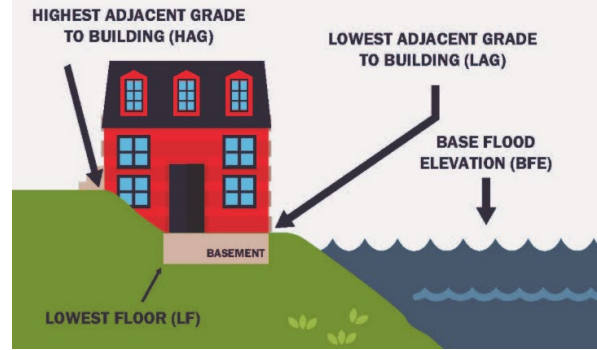 HIGHEST ADJACENT GRADE
TO BUILDING (HAG)
LOWEST ADJACENT GRADE
TO BUILDING (LAG)
BASE FLOOD
ELEVATION (BFE)
BASEMENT
LOWEST FLOOR (LF)